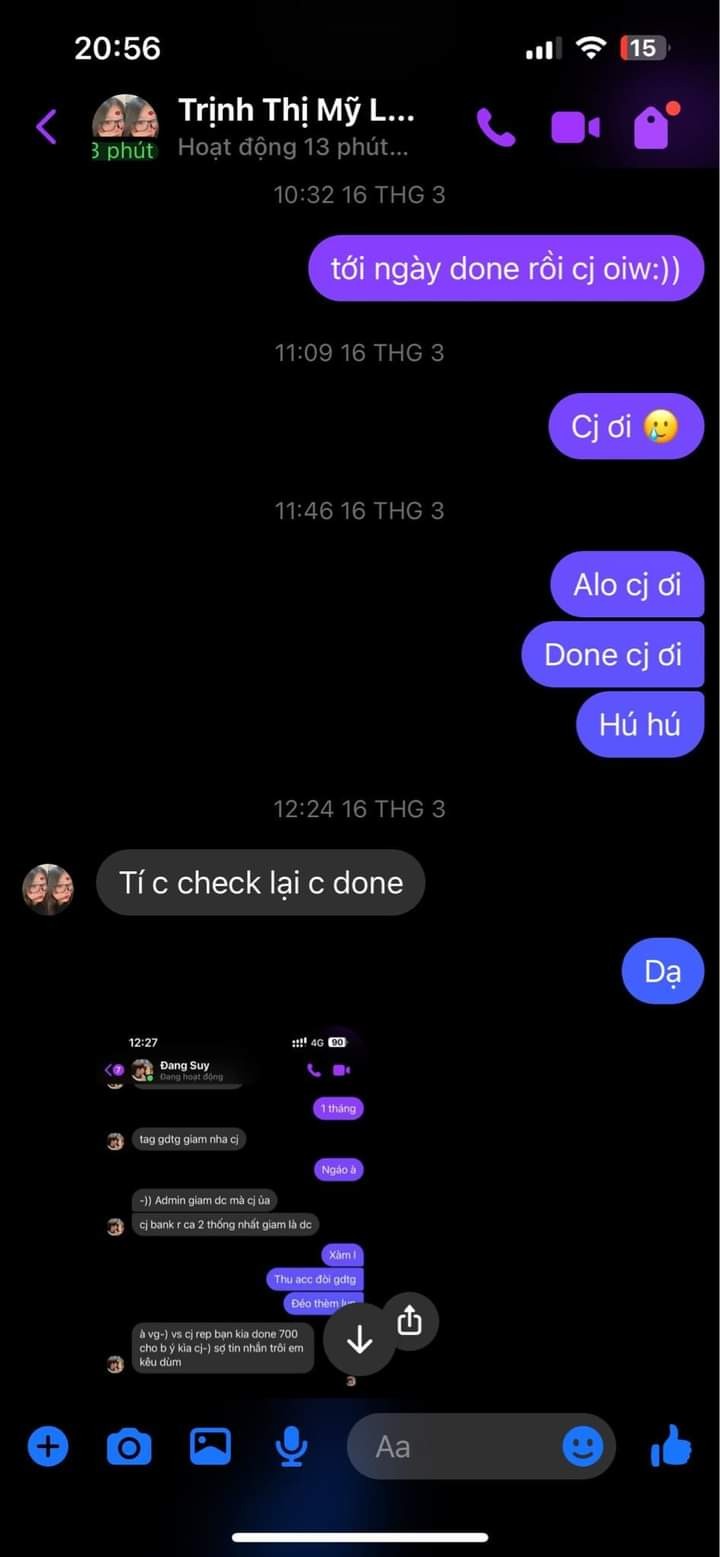 20:56
15
Trịnh Thị Mỹ L...
3 phút
Hoạt động 13 phút...
10:32 16 THG 3
tới ngày done rồi cj oiw:))
11:09 16 THG 3
Cj ơi 🥲
11:46 16 THG 3
Alo cj ơi
Done cj ơi
Hú hú
12:24 16 THG 3
Tí c check lại c done
Dạ
12:27
4G 90
7
Đang Suy
Đang hoạt động
1 tháng
tag gdtg giam nha cj
Ngáo à
-)) Admin giam dc mà cj ủa
cj bank r ca 2 thống nhất giam là dc
Xàm l
Thu acc đòi gdtg
Đéo thèm
à vg-) vs cj rep bạn kia done 700
cho b ý kìa cj-) sợ tin nhắn trôi em
kêu dùm
Aa